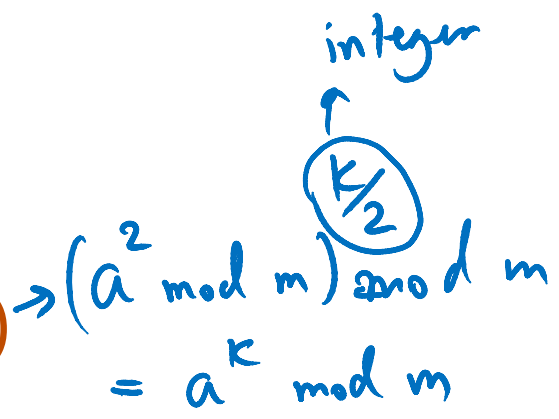 integer
k/2
→ (a² mod m) mod m
= aᵏ mod m